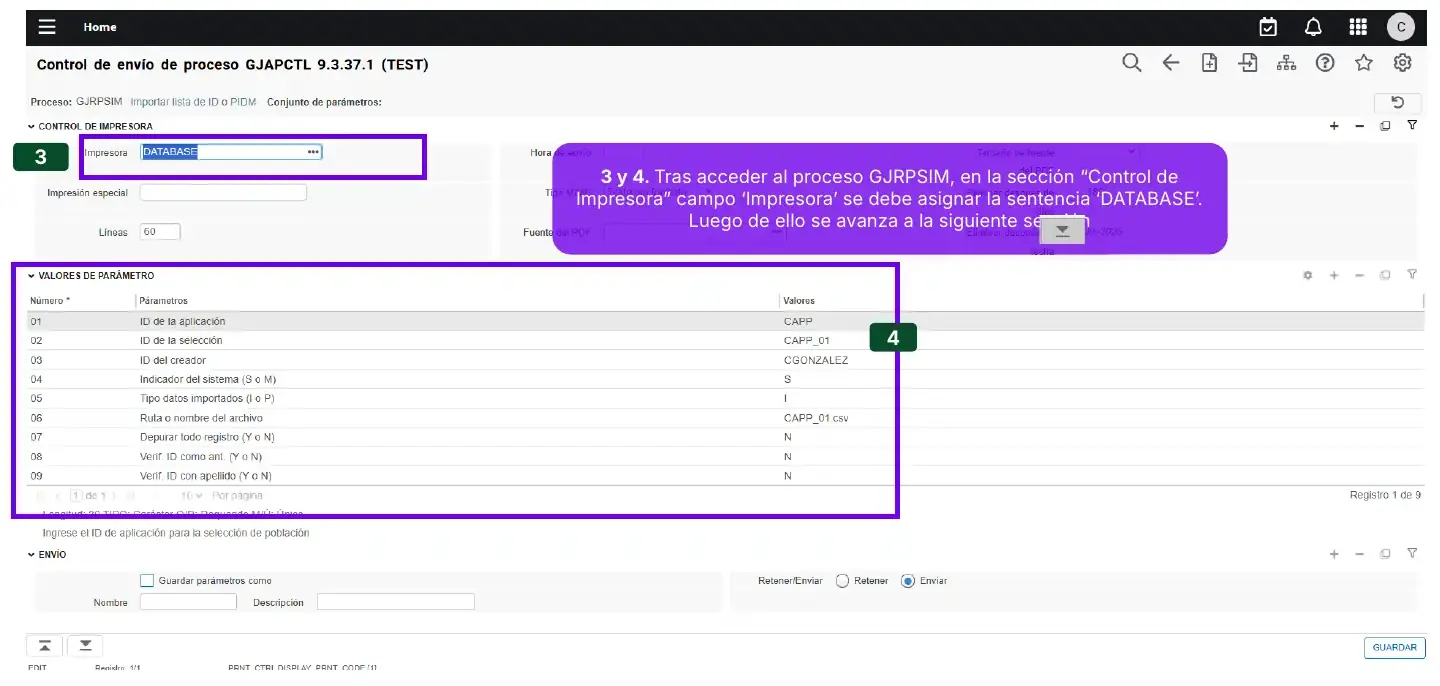 Home
C
Control de envío de proceso GJAPCTL 9.3.37.1 (TEST)
Proceso: GJRPSIM Importar lista de ID o PIDM Conjunto de parámetros:
CONTROL DE IMPRESORA
3
Impresora DATABASE
Hora de envío
Impresión especial
Líneas 60
3 y 4. Tras acceder al proceso GJRPSIM, en la sección “Control de
Impresora” campo ‘Impresora’ se debe asignar la sentencia ‘DATABASE’.
Luego de ello se avanza a la siguiente sección
VALORES DE PARÁMETRO
Número * Párametros Valores
01 ID de la aplicación CAPP
02 ID de la selección CAPP_01
4
03 ID del creador CGONZALEZ
04 Indicador del sistema (S o M) S
05 Tipo datos importados (I o P) I
06 Ruta o nombre del archivo CAPP_01.csv
07 Depurar todo registro (Y o N) N
08 Verif. ID como ant. (Y o N) N
09 Verif. ID con apellido (Y o N) N
1 de 1 10 Por página
Registro 1 de 9
Ingrese el ID de aplicación para la selección de población
ENVÍO
Guardar parámetros como
Retener/Enviar Retener Enviar
Nombre Descripción
GUARDAR
EDIT Registro: 1/1 PRNT_CTRL.DISPLAY_PRNT_CODE [1]